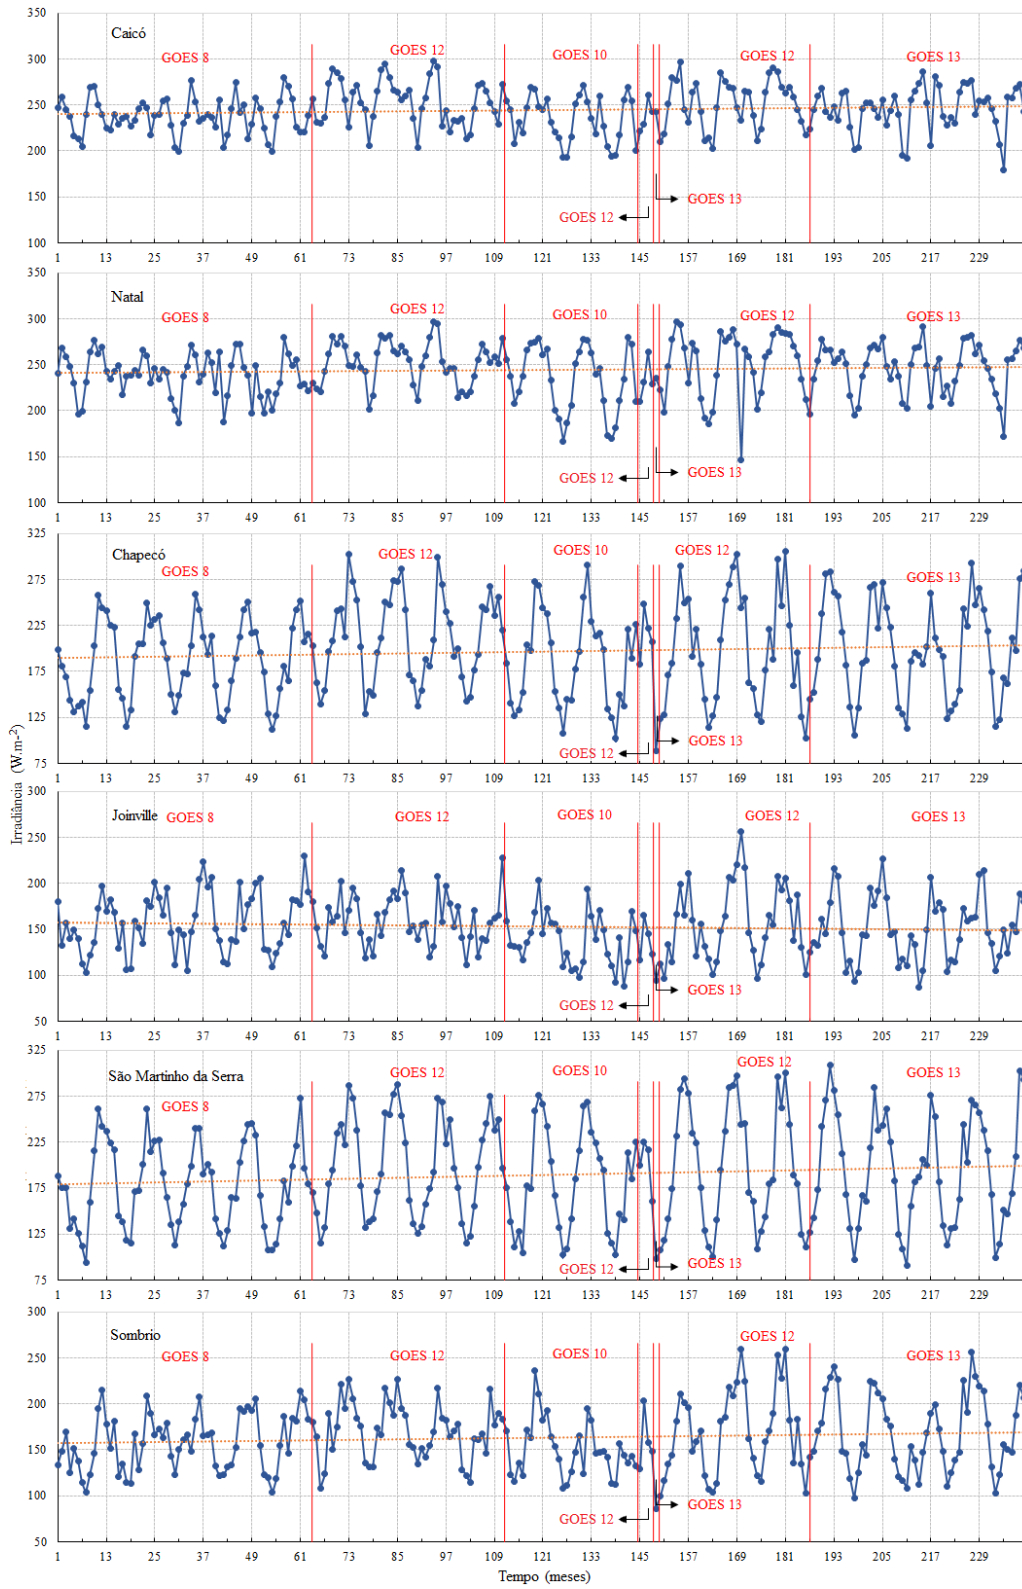 350
Caicó
GOES 8
GOES 12
GOES 10
GOES 12
GOES 13
300
250
200
150
GOES 12
GOES 13
100
1 13 25 37 49 61 73 85 97 109 121 133 145 157 169 181 193 205 217 229
350
Natal
GOES 8
GOES 12
GOES 10
GOES 12
GOES 13
300
250
200
150
GOES 12
GOES 13
100
1 13 25 37 49 61 73 85 97 109 121 133 145 157 169 181 193 205 217 229
325
Chapecó
GOES 8
GOES 12
GOES 10
GOES 12
GOES 13
275
225
175
125
GOES 12
GOES 13
75
1 13 25 37 49 61 73 85 97 109 121 133 145 157 169 181 193 205 217 229
Irradiância (W.m-2)
300
Joinville
GOES 8
GOES 12
GOES 10
GOES 12
GOES 13
250
200
150
100
GOES 12
GOES 13
50
1 13 25 37 49 61 73 85 97 109 121 133 145 157 169 181 193 205 217 229
325
São Martinho da Serra
GOES 8
GOES 12
GOES 10
GOES 12
GOES 13
275
225
175
125
GOES 12
GOES 13
75
1 13 25 37 49 61 73 85 97 109 121 133 145 157 169 181 193 205 217 229
300
Sombrio
GOES 8
GOES 12
GOES 10
GOES 12
GOES 13
250
200
150
100
GOES 12
GOES 13
50
1 13 25 37 49 61 73 85 97 109 121 133 145 157 169 181 193 205 217 229
Tempo (meses)